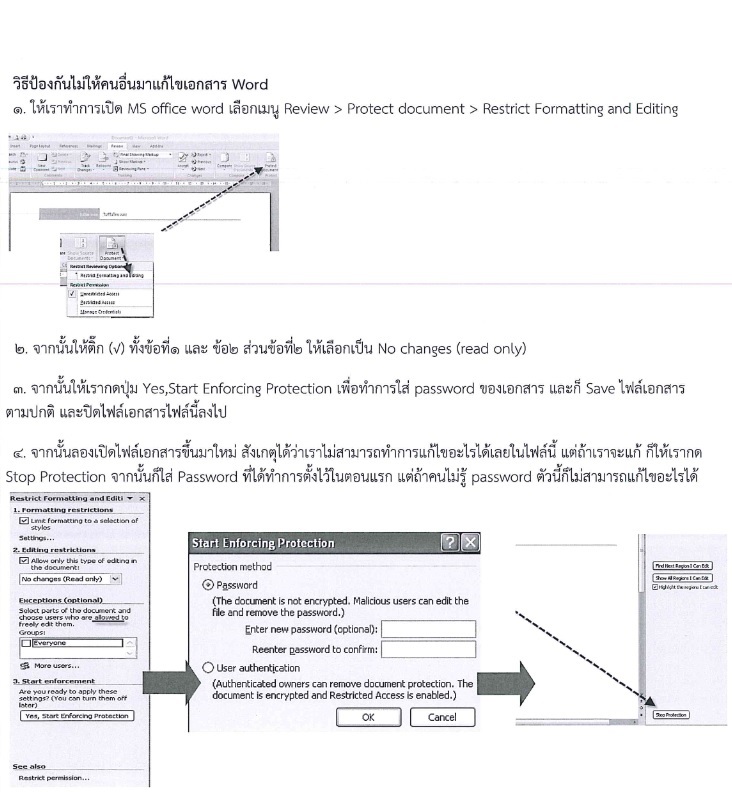 วิธีป้องกันไม่ให้คนอื่นมาแก้ไขเอกสาร Word
๑. ให้เราทำการเปิด MS office word เลือกเมนู Review > Protect document > Restrict Formatting and Editing
Page Layout References Mailings Review View
Final Showing Markup
Show Markup
Reviewing Pane
Protect Document
Restrict Reviewing Options
Restrict Formatting and Editing
Restrict Permission
Unrestricted Access
Restricted Access
Manage Credentials
๒. จากนั้นให้ติ๊ก (√) ทั้งข้อที่๑ และ ข้อ๒ ส่วนข้อที่๒ ให้เลือกเป็น No changes (read only)
๓. จากนั้นให้เรากดปุ่ม Yes,Start Enforcing Protection เพื่อทำการใส่ password ของเอกสาร และก็ Save ไฟล์เอกสาร
ตามปกติ และปิดไฟล์เอกสารไฟล์นี้ลงไป
๔. จากนั้นลองเปิดไฟล์เอกสารขึ้นมาใหม่ สังเกตุได้ว่าเราไม่สามารถทำการแก้ไขอะไรได้เลยในไฟล์นี้ แต่ถ้าเราจะแก้ ก็ให้เรากด
Stop Protection จากนั้นก็ใส่ Password ที่ได้ทำการตั้งไว้ในตอนแรก แต่ถ้าคนไม่รู้ password ตัวนี้ก็ไม่สามารถแก้ไขอะไรได้
Restrict Formatting and Editi
1. Formatting restrictions
Limit formatting to a selection of
styles
Settings...
2. Editing restrictions
Allow only this type of editing in
the document:
No changes (Read only)
Exceptions (optional)
Select parts of the document and
choose users who are allowed to
freely edit them.
Groups:
Everyone
More users...
3. Start enforcement
Are you ready to apply these
settings? (You can turn them off
later)
Yes, Start Enforcing Protection
See also
Restrict permission...
Start Enforcing Protection
Protection method
Password
(The document is not encrypted. Malicious users can edit the
file and remove the password.)
Enter new password (optional):
Reenter password to confirm:
User authentication
(Authenticated owners can remove document protection. The
document is encrypted and Restricted Access is enabled.)
OK Cancel
Find Next Region I Can Edit
Show All Regions I Can Edit
Highlight the regions I can edit
Stop Protection